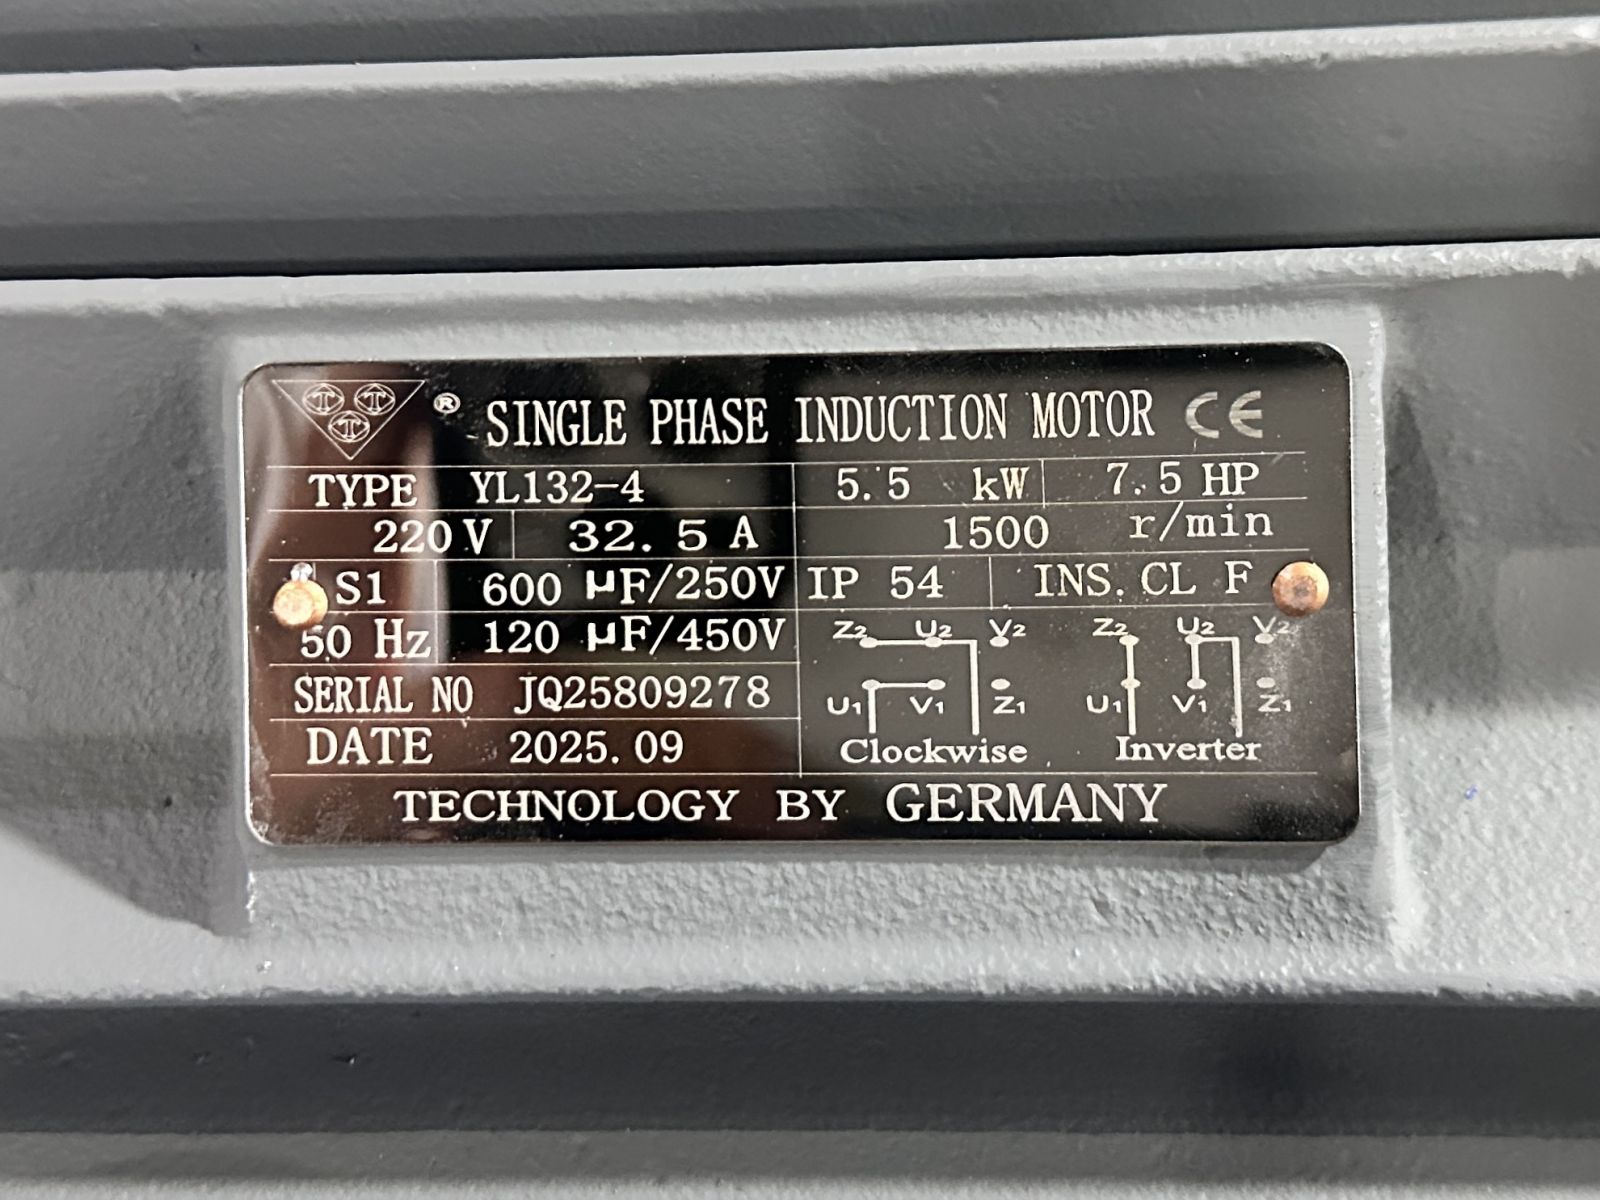 ® SINGLE PHASE INDUCTION MOTOR CE
TYPE YL132-4 5.5 kW 7.5 HP
220 V 32.5 A 1500 r/min
S1 600 µF/250V IP 54 INS. CL F
50 Hz 120 µF/450V
Z2 U2 V2 Z2 U2 V2
SERIAL NO JQ25809278
U1 V1 Z1 U1 V1 Z1
DATE 2025.09 Clockwise Inverter
TECHNOLOGY BY GERMANY